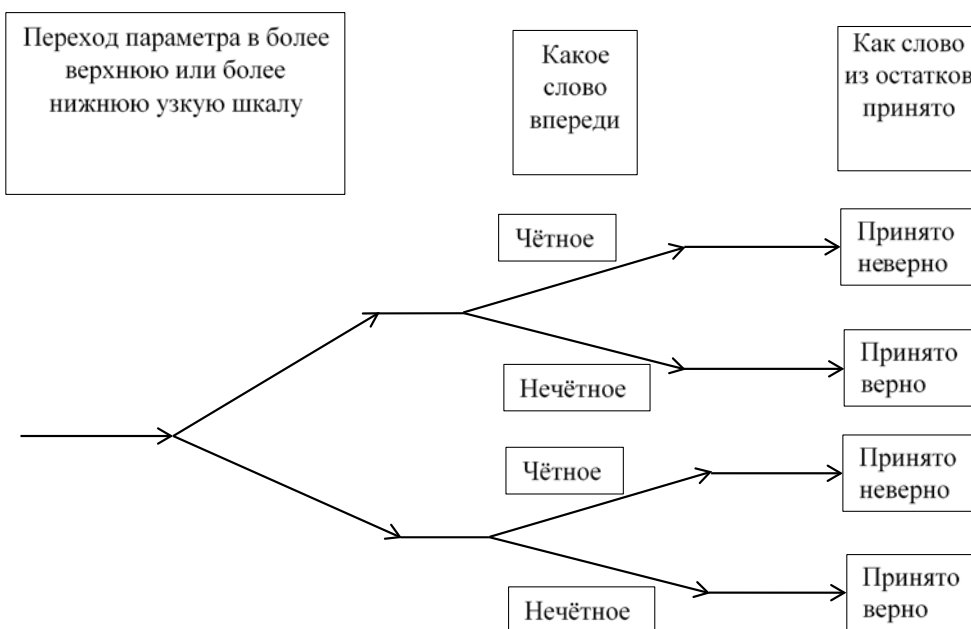 Переход параметра в более
верхнюю или более
нижнюю узкую шкалу
Какое
слово
впереди
Как слово
из остатков
принято
Чётное
Принято
неверно
Нечётное
Принято
верно
Чётное
Принято
неверно
Нечётное
Принято
верно